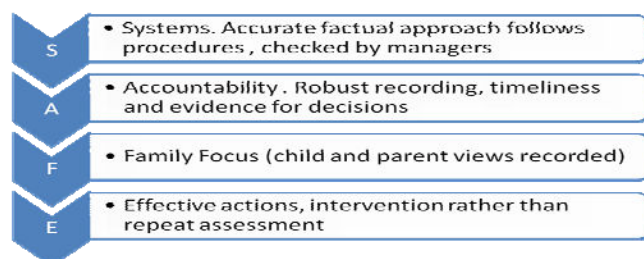 S
• Systems. Accurate factual approach follows
procedures , checked by managers
A
• Accountability . Robust recording, timeliness
and evidence for decisions
F
• Family Focus (child and parent views recorded)
E
• Effective actions, intervention rather than
repeat assessment